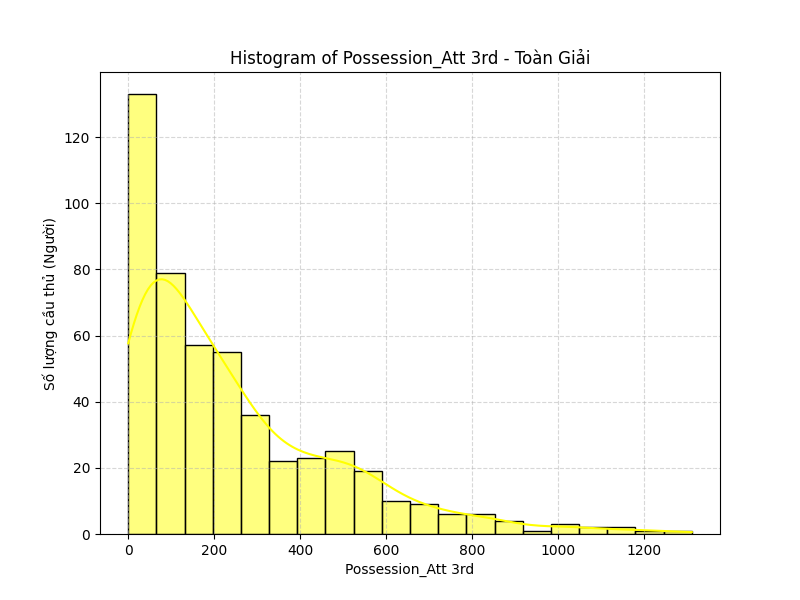 Histogram of Possession_Att 3rd - Toàn Giải
Số lượng cầu thủ (Người)
120
100
80
60
40
20
0
0 200 400 600 800 1000 1200
Possession_Att 3rd